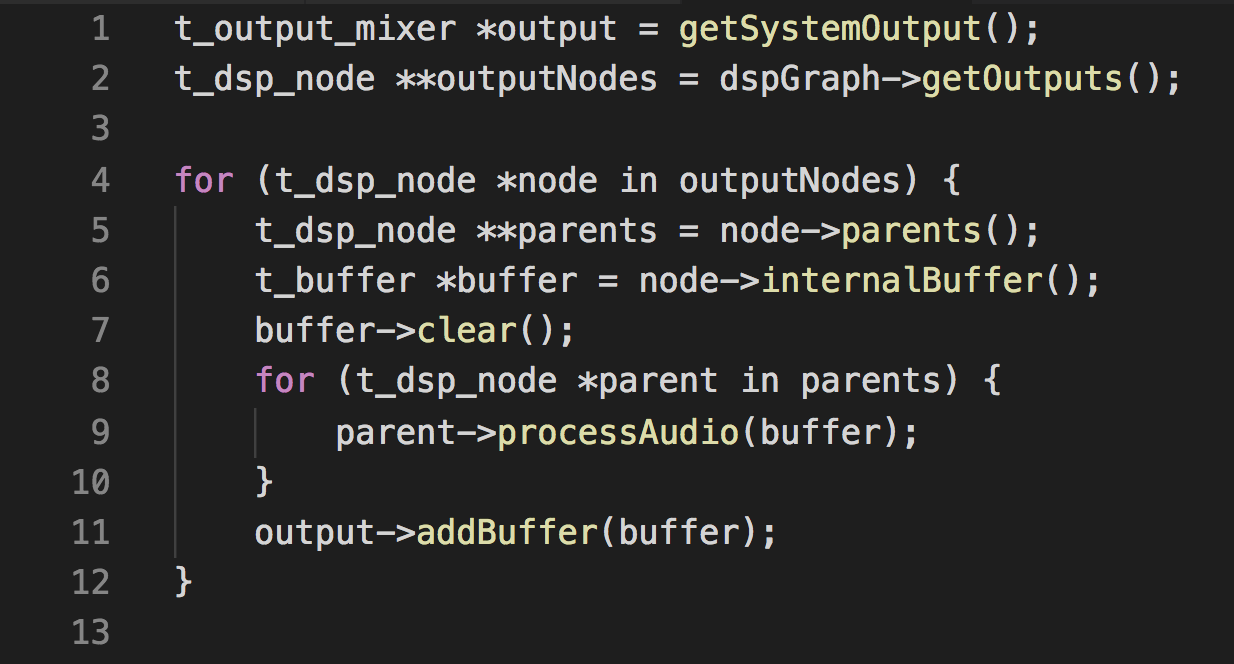 1 t_output_mixer *output = getSystemOutput();
2 t_dsp_node **outputNodes = dspGraph->getOutputs();
3
4 for (t_dsp_node *node in outputNodes) {
5     t_dsp_node **parents = node->parents();
6     t_buffer *buffer = node->internalBuffer();
7     buffer->clear();
8     for (t_dsp_node *parent in parents) {
9         parent->processAudio(buffer);
10     }
11     output->addBuffer(buffer);
12 }
13